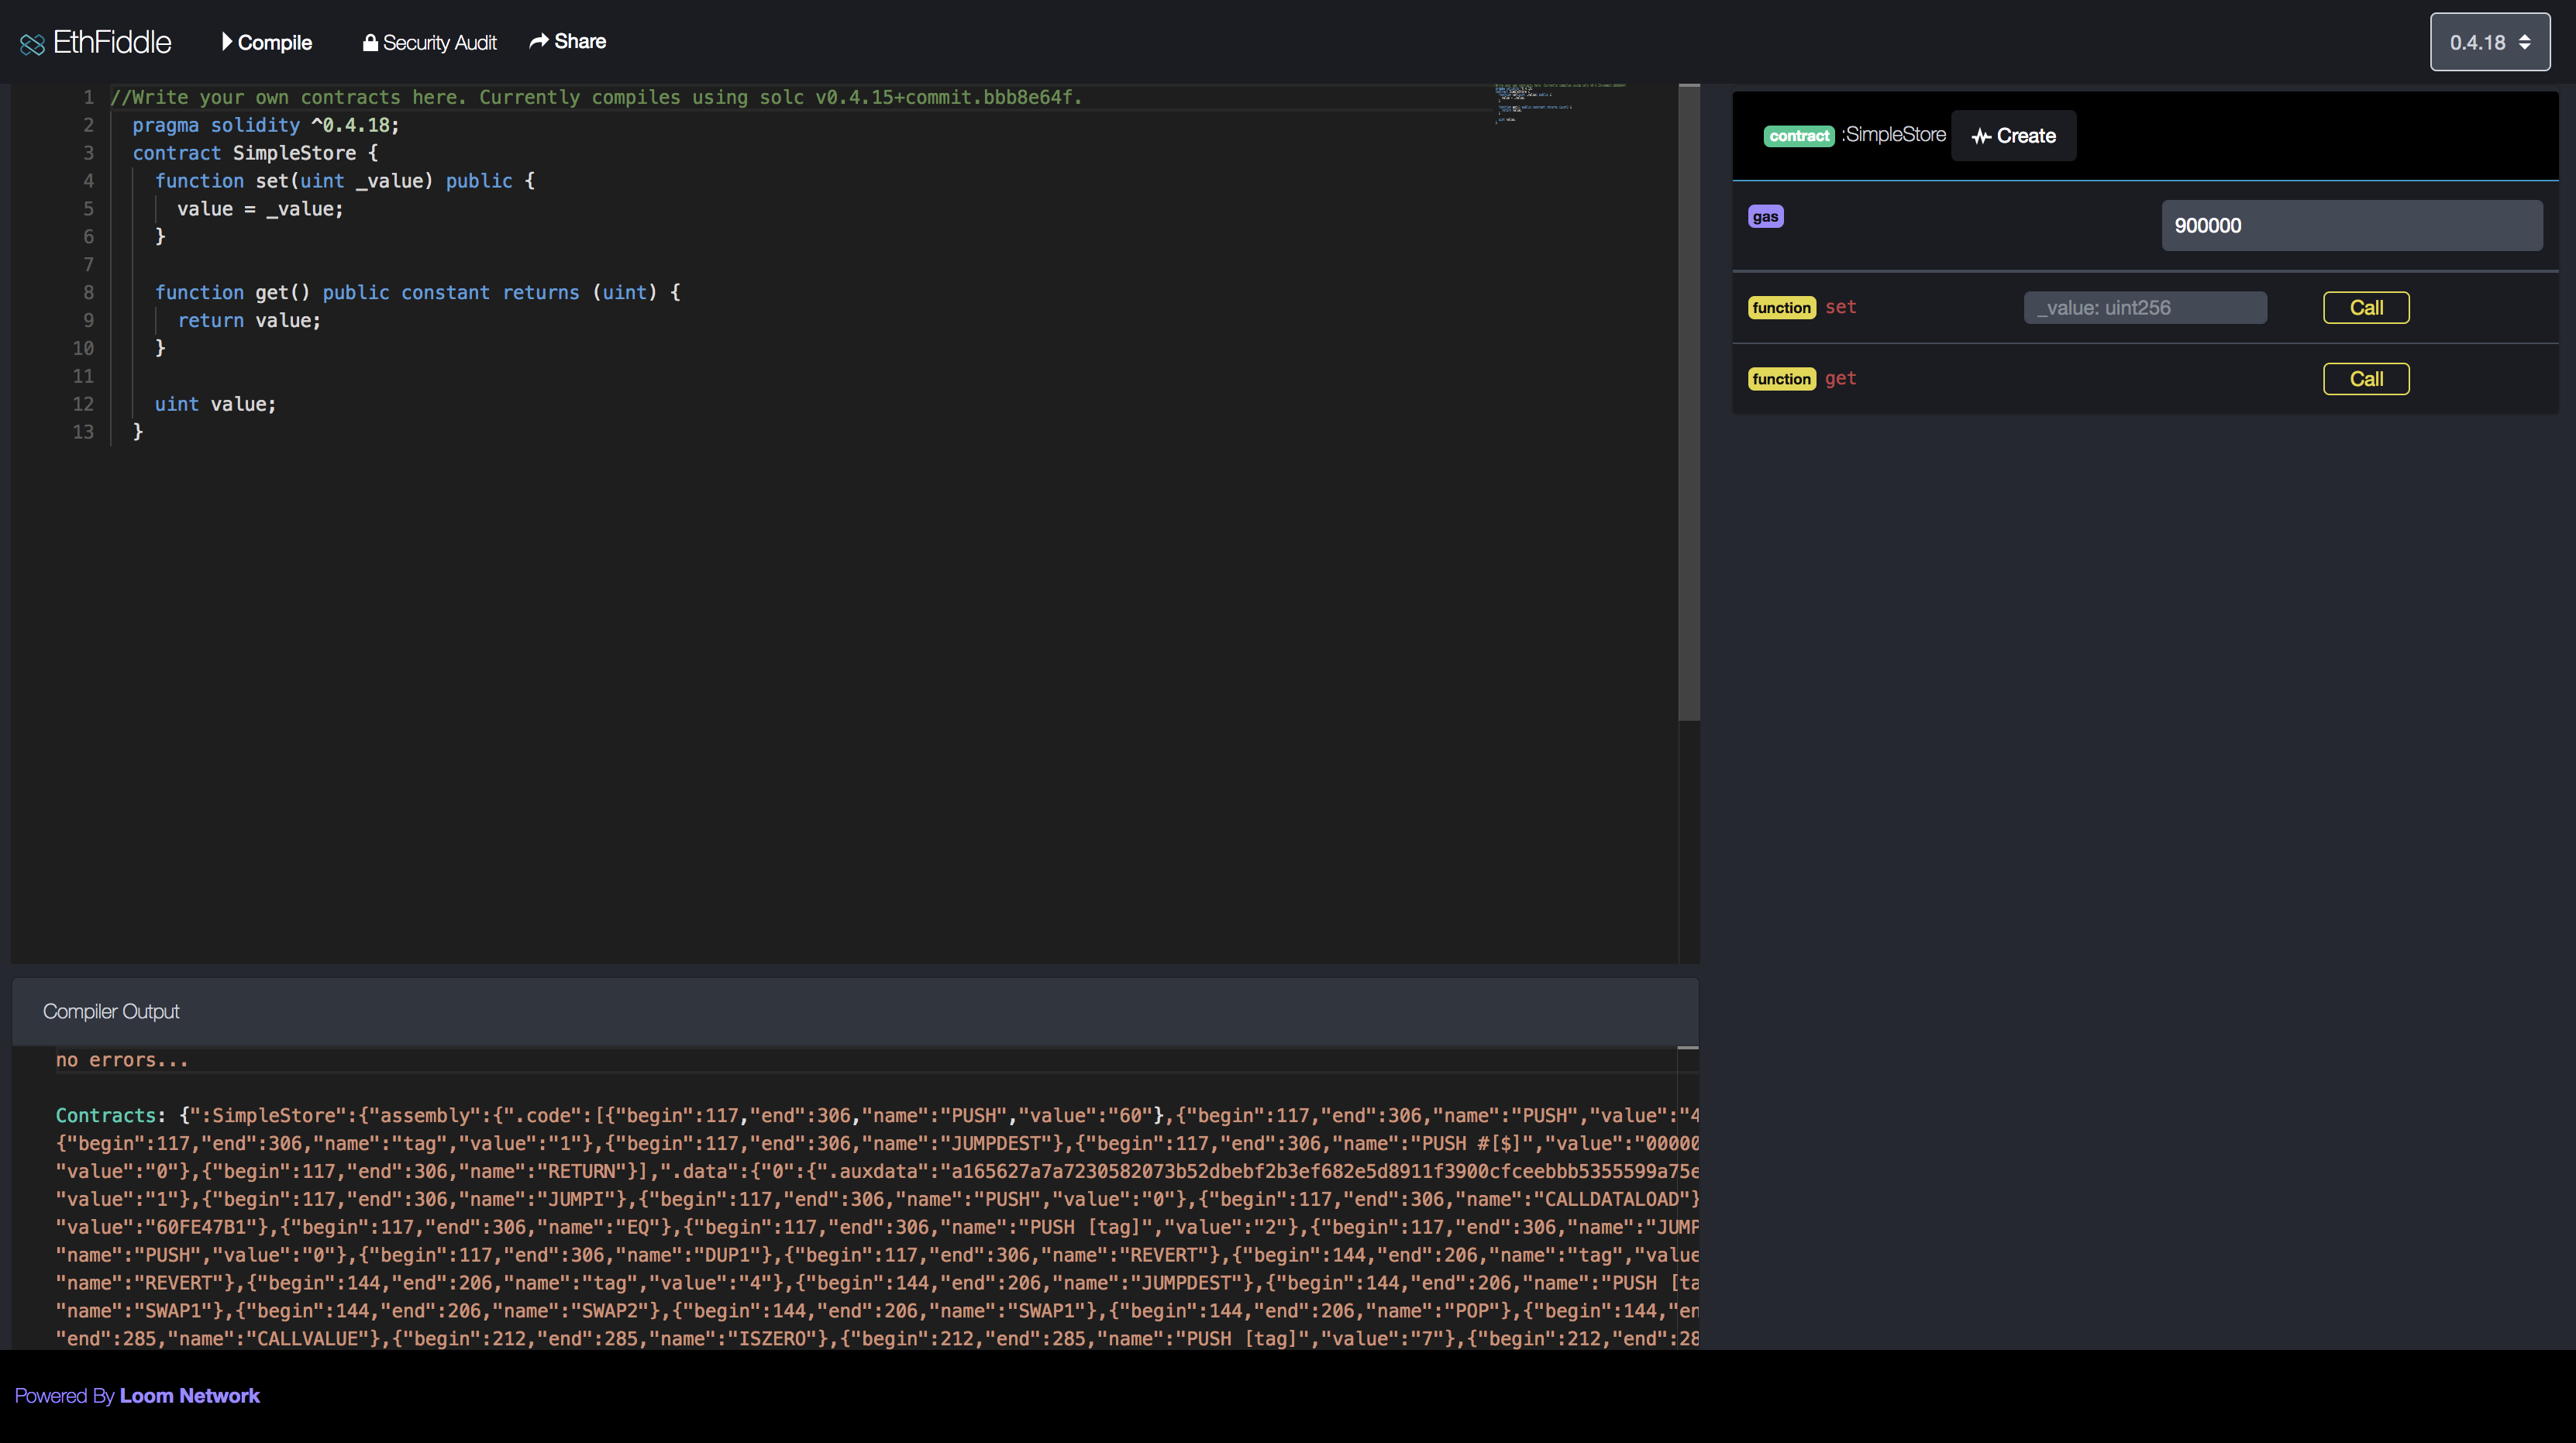 EthFiddle
Compile
Security Audit
Share
0.4.18
1 //Write your own contracts here. Currently compiles using solc v0.4.15+commit.bbb8e64f.
2 pragma solidity ^0.4.18;
3 contract SimpleStore {
4 function set(uint _value) public {
5 value = _value;
6 }
7
8 function get() public constant returns (uint) {
9 return value;
10 }
11
12 uint value;
13 }
contract :SimpleStore Create
gas 900000
function set _value: uint256 Call
function get Call
Compiler Output
no errors...
Contracts: {":SimpleStore":{"assembly":{".code":[{"begin":117,"end":306,"name":"PUSH","value":"60"},{"begin":117,"end":306,"name":"PUSH","value":"4
{"begin":117,"end":306,"name":"tag","value":"1"},{"begin":117,"end":306,"name":"JUMPDEST"},{"begin":117,"end":306,"name":"PUSH #[$]","value":"00000
"value":"0"},{"begin":117,"end":306,"name":"RETURN"}],".data":{"0":{".auxdata":"a165627a7a7230582073b52dbebf2b3ef682e5d8911f3900cfceebbb5355599a75e
"value":"1"},{"begin":117,"end":306,"name":"JUMPI"},{"begin":117,"end":306,"name":"PUSH","value":"0"},{"begin":117,"end":306,"name":"CALLDATALOAD"}
"value":"60FE47B1"},{"begin":117,"end":306,"name":"EQ"},{"begin":117,"end":306,"name":"PUSH [tag]","value":"2"},{"begin":117,"end":306,"name":"JUMP
"name":"PUSH","value":"0"},{"begin":117,"end":306,"name":"DUP1"},{"begin":117,"end":306,"name":"REVERT"},{"begin":144,"end":206,"name":"tag","value
"name":"REVERT"},{"begin":144,"end":206,"name":"tag","value":"4"},{"begin":144,"end":206,"name":"JUMPDEST"},{"begin":144,"end":206,"name":"PUSH [ta
"name":"SWAP1"},{"begin":144,"end":206,"name":"SWAP2"},{"begin":144,"end":206,"name":"SWAP1"},{"begin":144,"end":206,"name":"POP"},{"begin":144,"en
"end":285,"name":"CALLVALUE"},{"begin":212,"end":285,"name":"ISZERO"},{"begin":212,"end":285,"name":"PUSH [tag]","value":"7"},{"begin":212,"end":28
Powered By Loom Network